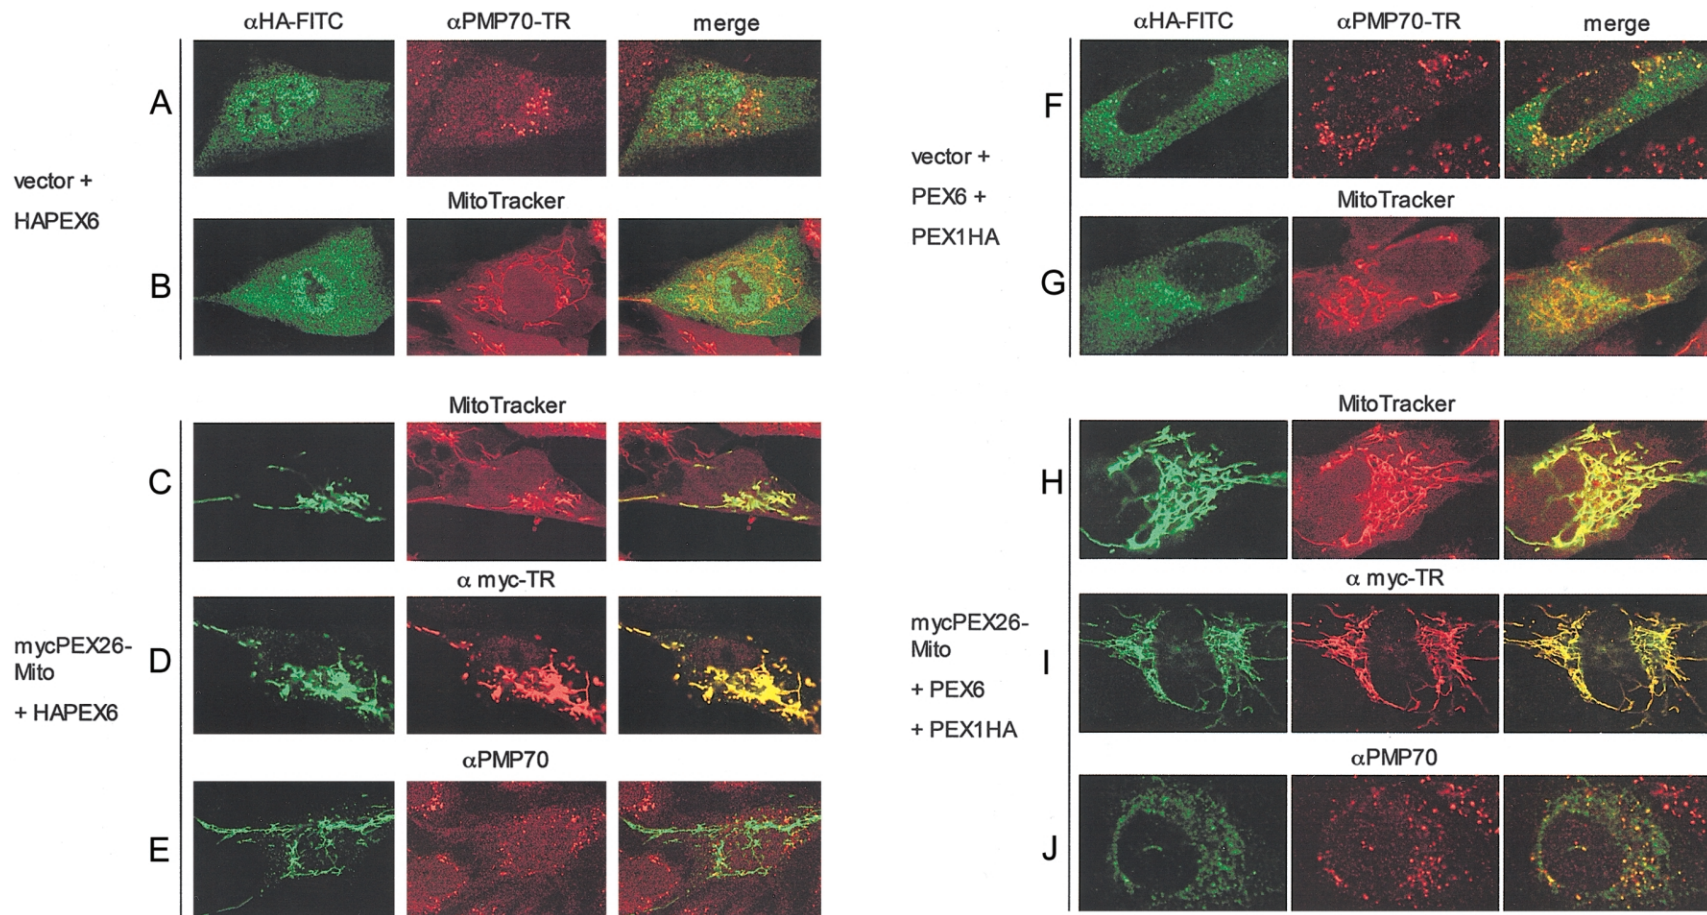 αHA-FITC
αPMP70-TR
merge
A
vector +
HAPEX6
MitoTracker
B
MitoTracker
C
α myc-TR
mycPEX26-
Mito
+ HAPEX6
D
αPMP70
E
αHA-FITC
αPMP70-TR
merge
F
vector +
PEX6 +
PEX1HA
MitoTracker
G
MitoTracker
H
α myc-TR
mycPEX26-
Mito
+ PEX6
+ PEX1HA
I
αPMP70
J